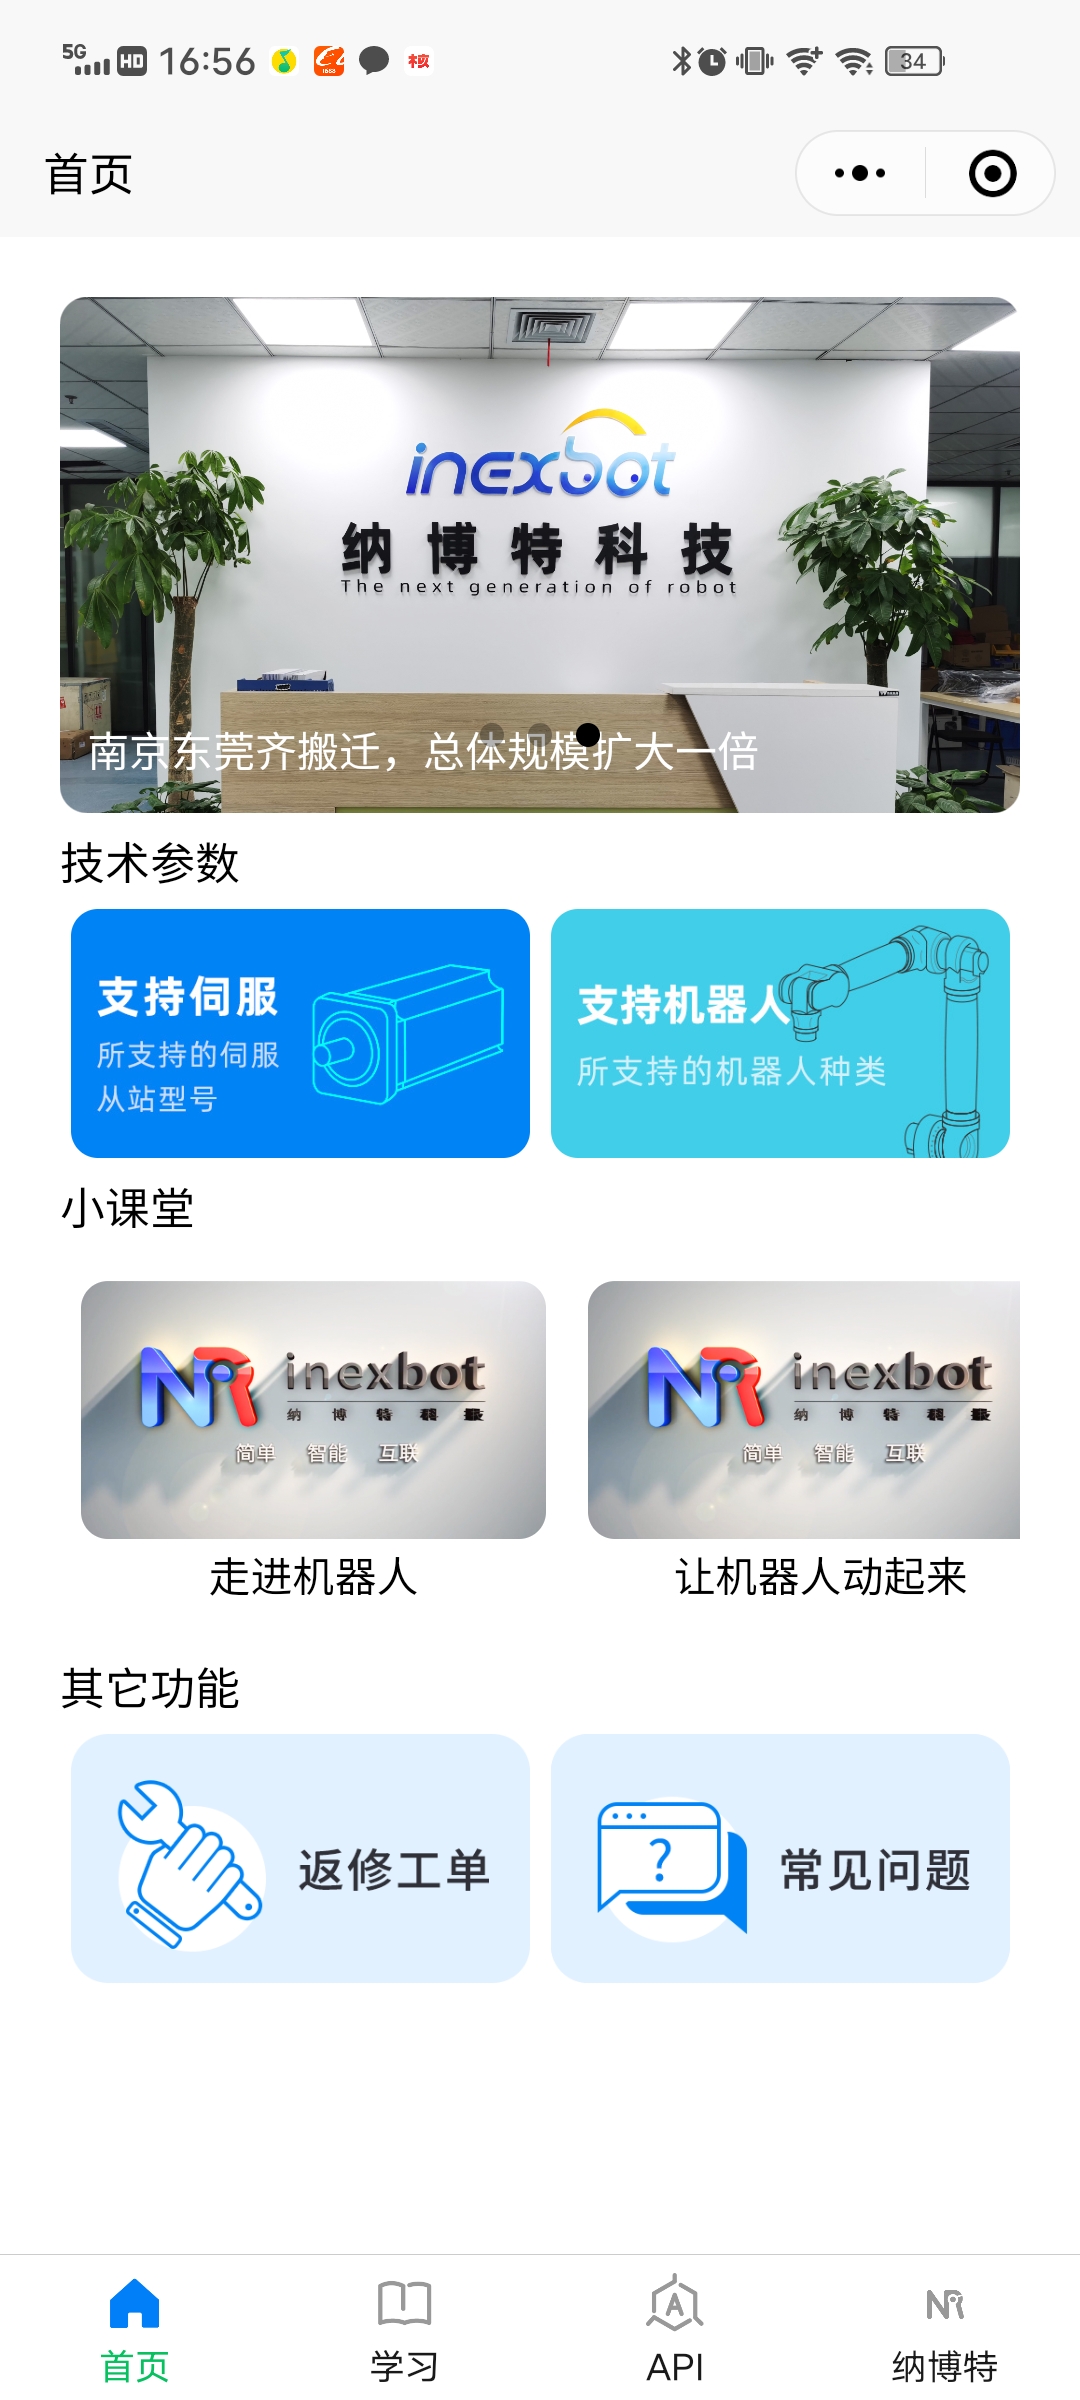 5G HD 16:56 核 34
首页
inexbot
纳博特科技
The next generation of robot
南京东莞齐搬迁，总体规模扩大一倍
技术参数
支持伺服
所支持的伺服
从站型号
支持机器人
所支持的机器人种类
小课堂
NR inexbot
纳博特科技
简单 智能 互联
NR inexbot
纳博特科技
简单 智能 互联
走进机器人
让机器人动起来
其它功能
返修工单
?
常见问题
首页
学习
A
API
NR
纳博特